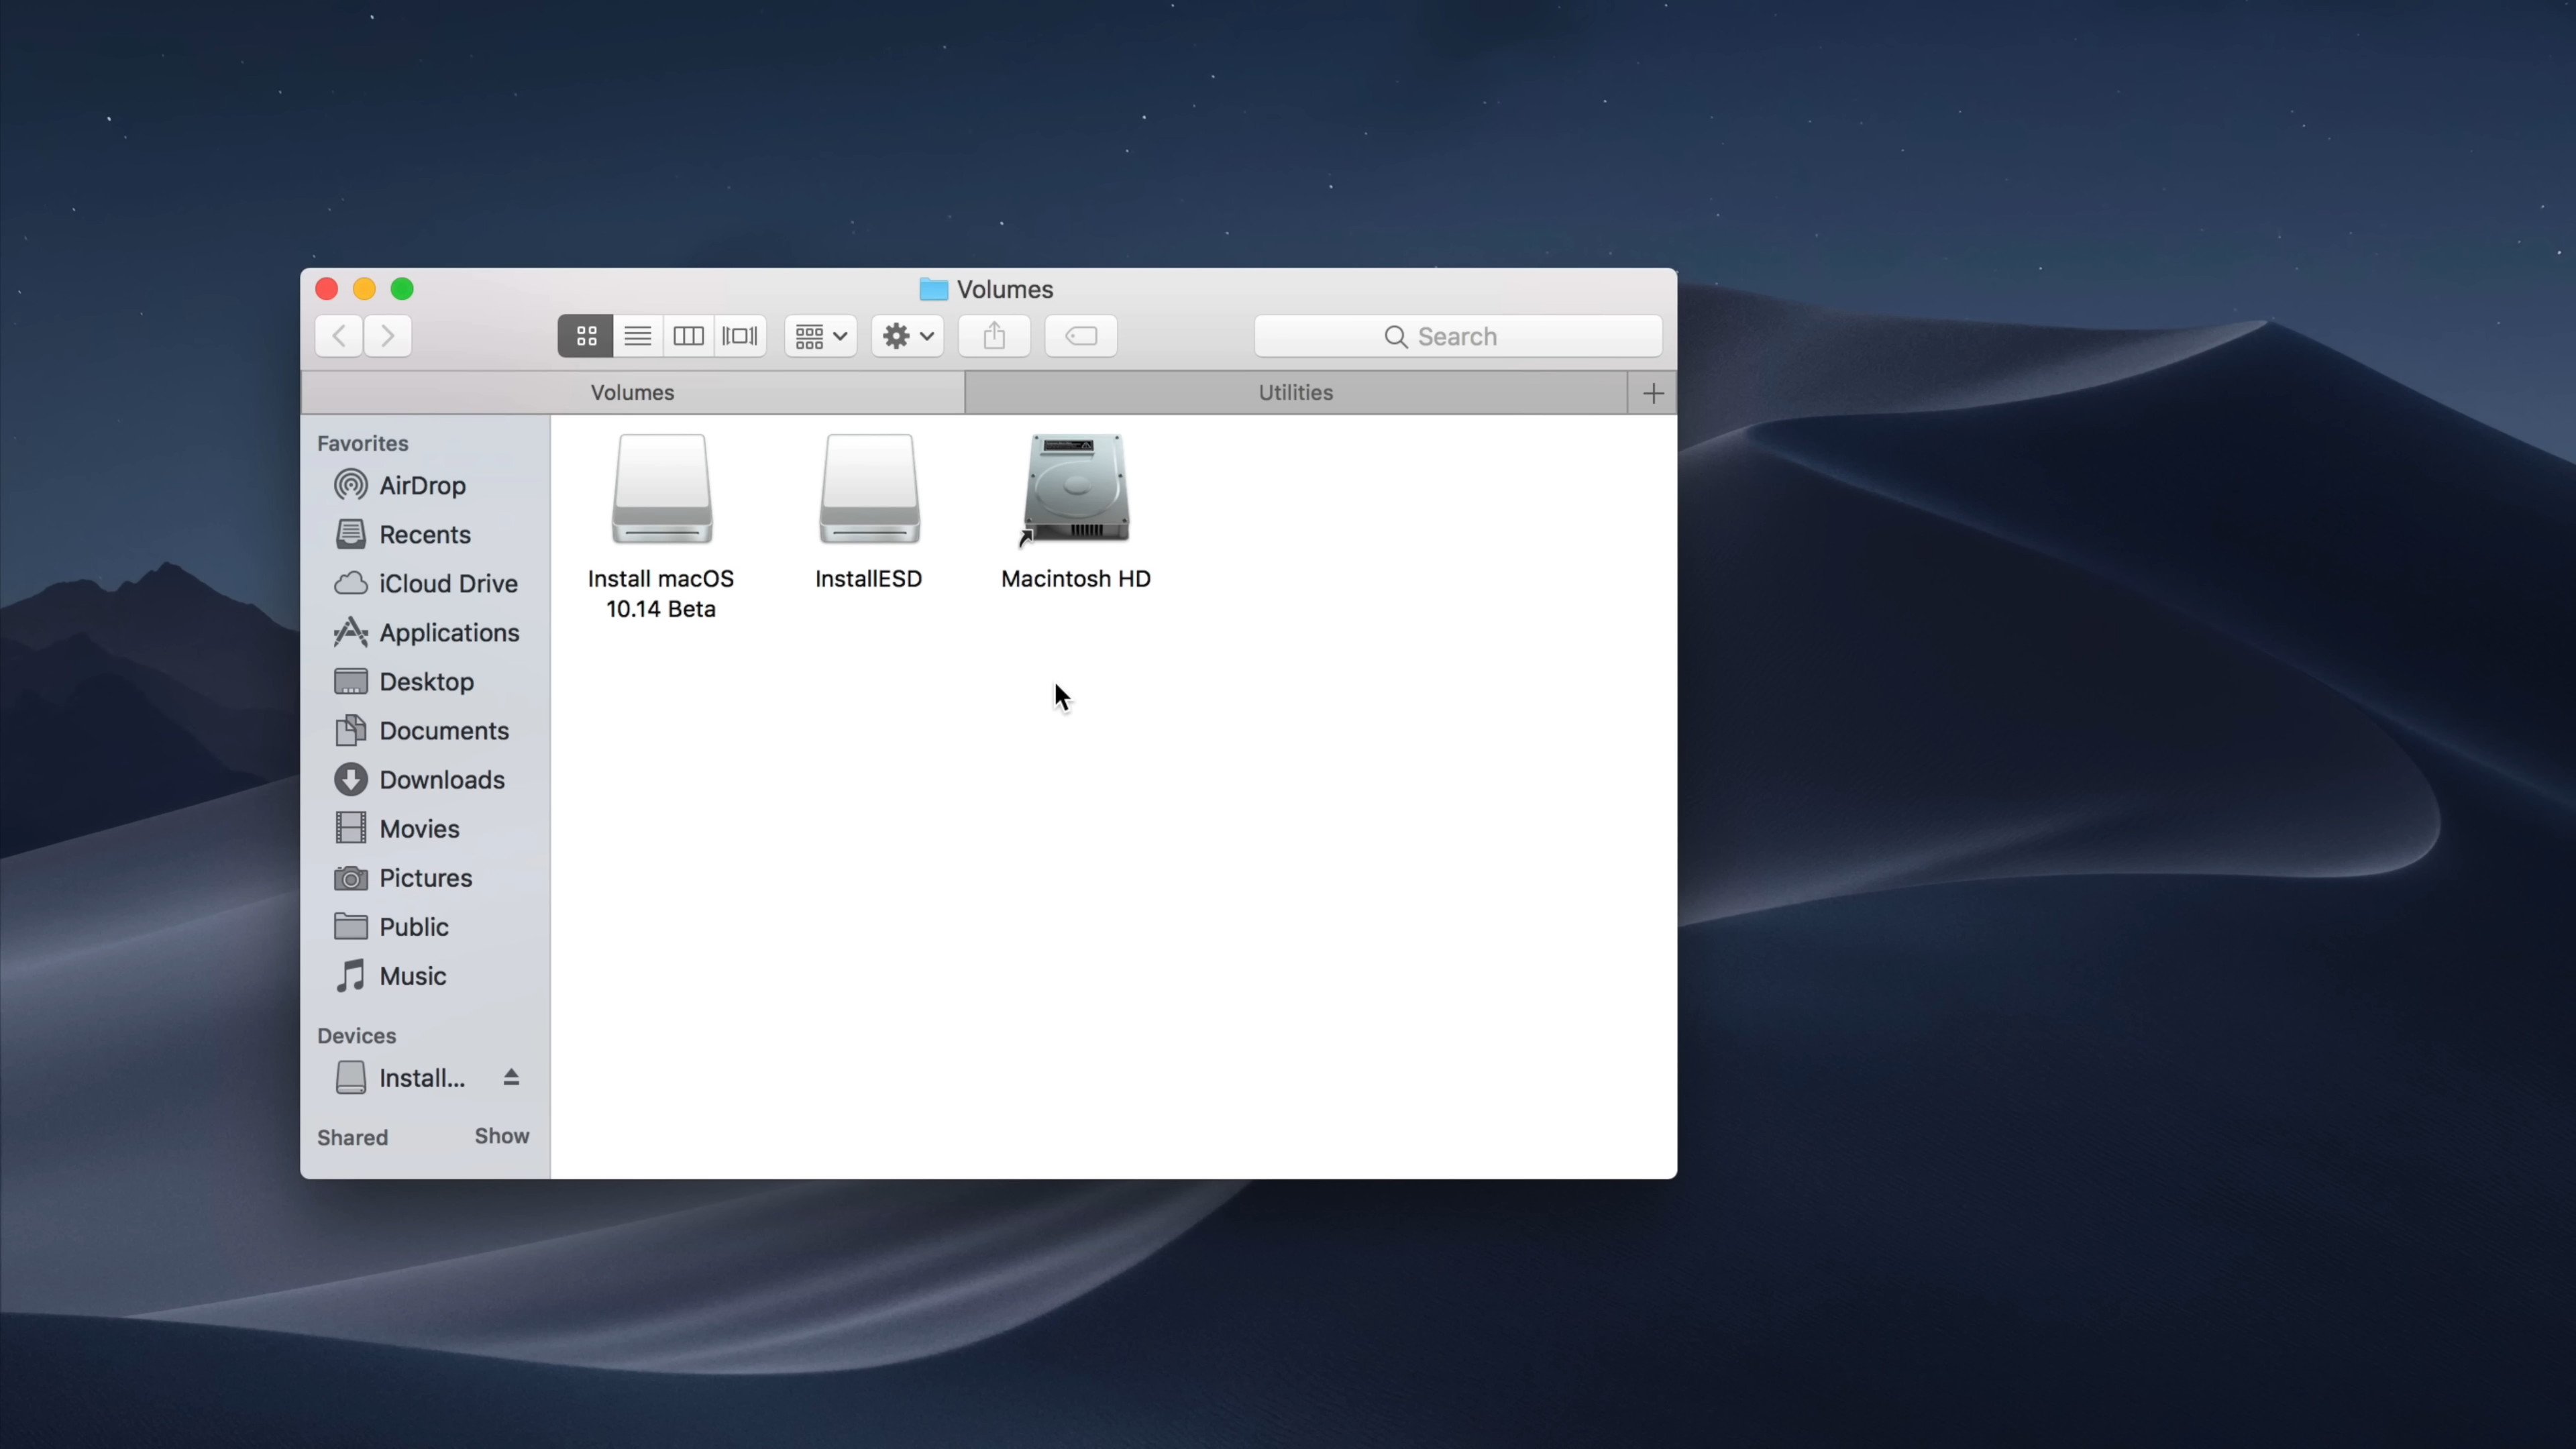 Volumes
Search
Volumes
Utilities
Favorites
AirDrop
Recents
iCloud Drive
Applications
Desktop
Documents
Downloads
Movies
Pictures
Public
Music
Devices
Install...
Shared
Show
Install macOS
10.14 Beta
InstallESD
Macintosh HD